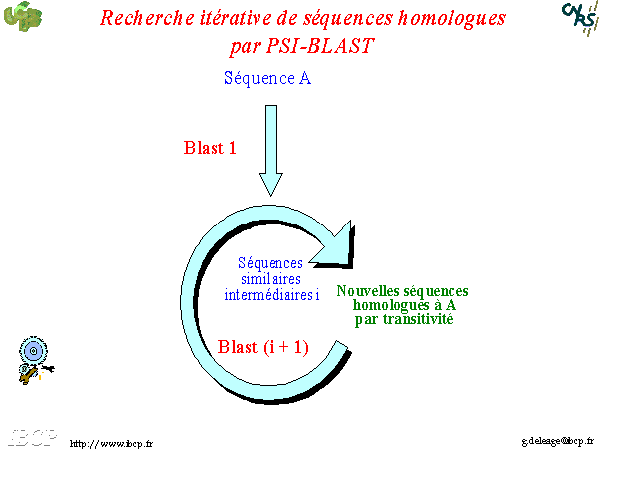 Recherche itérative de séquences homologues
par PSI-BLAST
CNRS
Séquence A
Blast 1
Séquences
similaires
intermédiaires i
Nouvelles séquences
homologues à A
par transitivité
Blast (i + 1)
IBCP
http://www.ibcp.fr
g.deleage@ibcp.fr